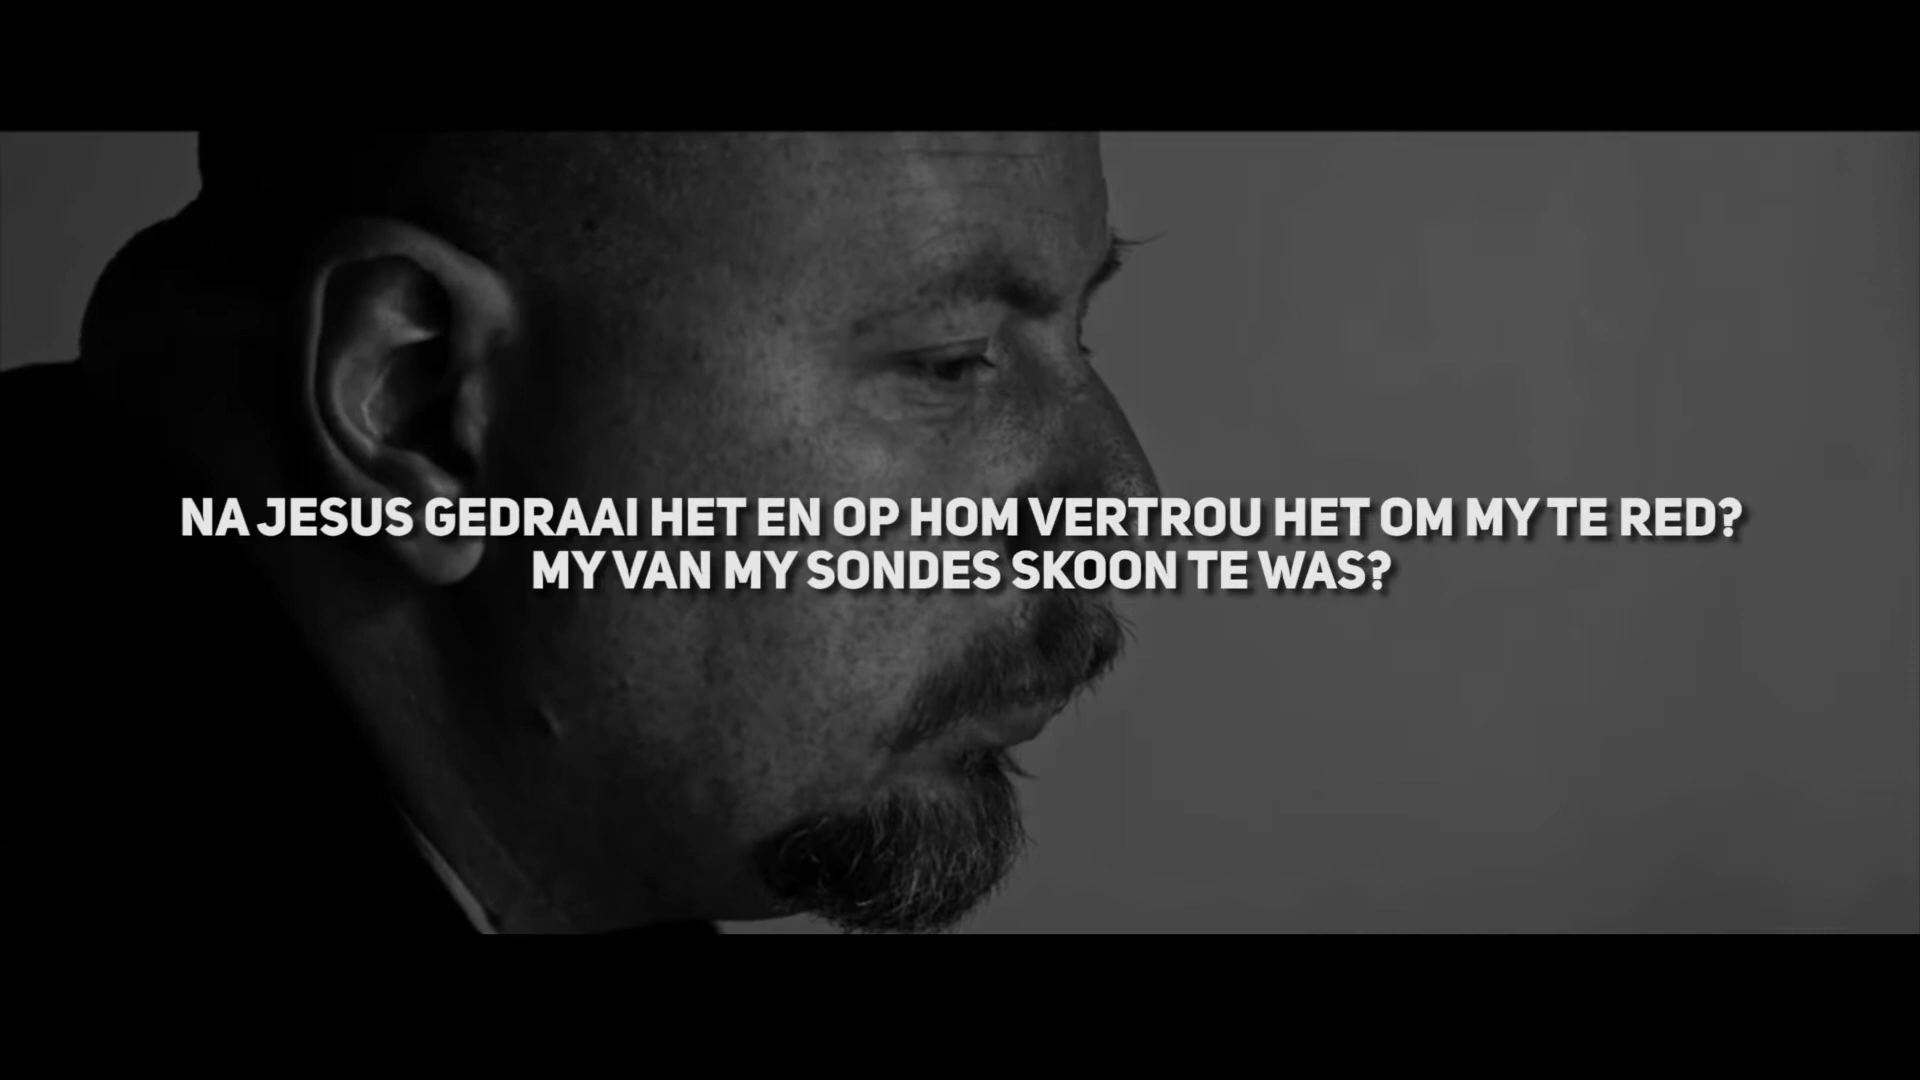 NA JESUS GEDRAAI HET EN OP HOM VERTROU HET OM MY TE RED?
MY VAN MY SONDES SKOON TE WAS?